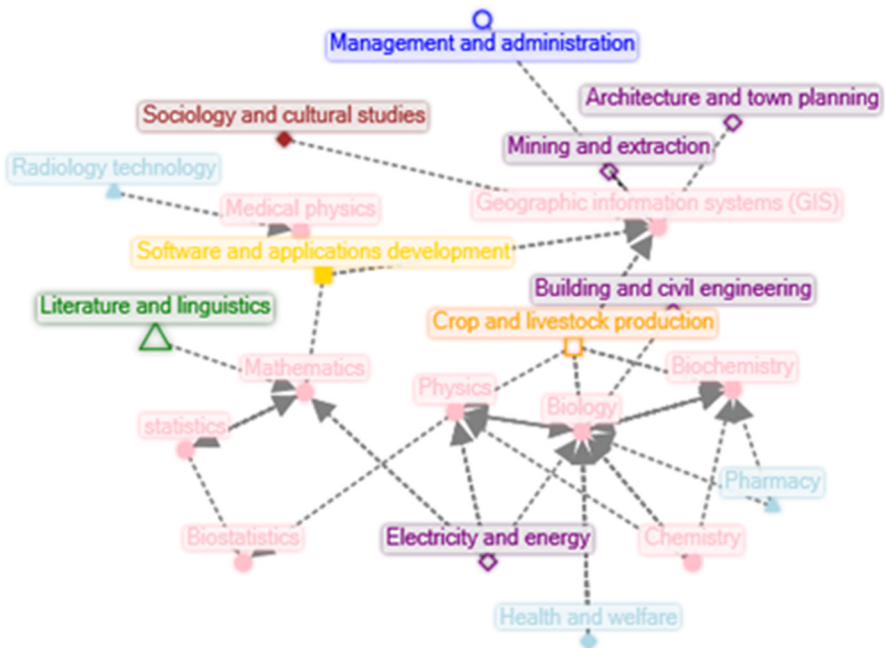 Management and administration
Architecture and town planning
Sociology and cultural studies
Mining and extraction
Radiology technology
Geographic information systems (GIS)
Medical physics
Software and applications development
Building and civil engineering
Literature and linguistics
Crop and livestock production
Mathematics
Biochemistry
Physics
Biology
statistics
Pharmacy
Biostatistics
Electricity and energy
Chemistry
Health and welfare